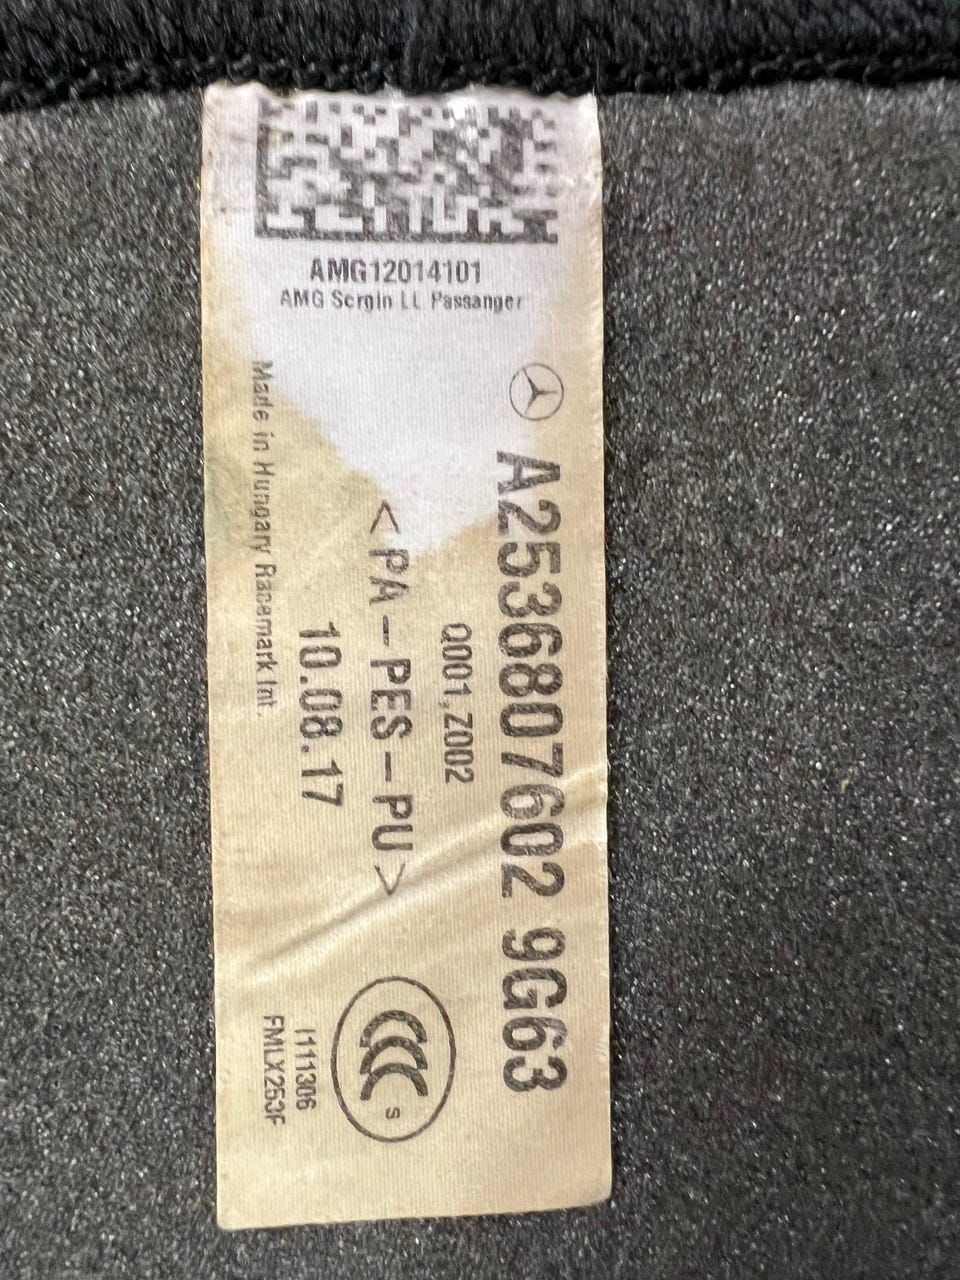 AMG12014101
AMG Scrgin LL Passanger
A2536807602 9G63
Q001,Z002
<PA-PES-PU>
10.08.17
Made in Hungary Racemark Int.
CCC S
I111306
FMLX253F